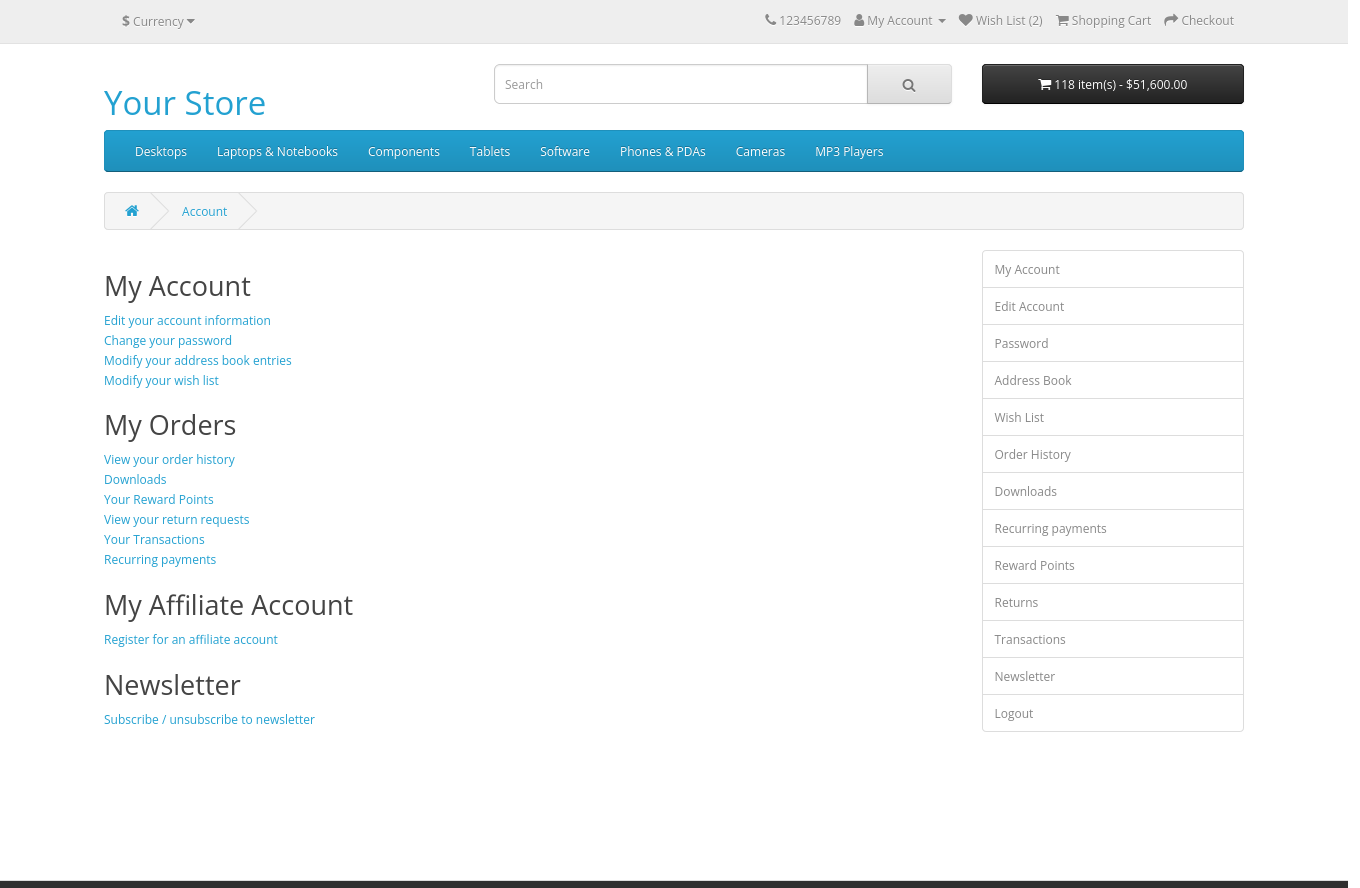 $ Currency
123456789 My Account Wish List (2) Shopping Cart Checkout
Your Store
Search
118 item(s) - $51,600.00
Desktops Laptops & Notebooks Components Tablets Software Phones & PDAs Cameras MP3 Players
Account
My Account
Edit your account information
Change your password
Modify your address book entries
Modify your wish list
My Orders
View your order history
Downloads
Your Reward Points
View your return requests
Your Transactions
Recurring payments
My Affiliate Account
Register for an affiliate account
Newsletter
Subscribe / unsubscribe to newsletter
My Account
Edit Account
Password
Address Book
Wish List
Order History
Downloads
Recurring payments
Reward Points
Returns
Transactions
Newsletter
Logout